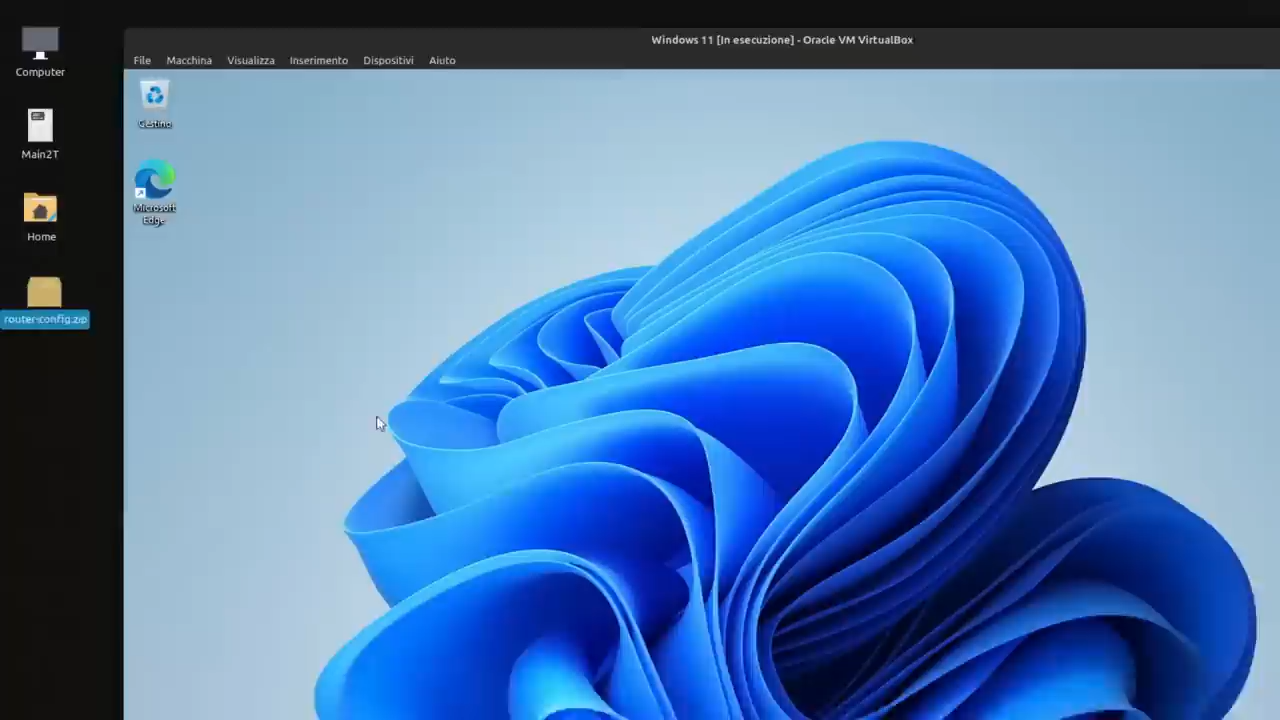 Windows 11 [In esecuzione] - Oracle VM VirtualBox
File Macchina Visualizza Inserimento Dispositivi Aiuto
Computer
Main2T
Home
router-config.zip
Cestino
Microsoft
Edge